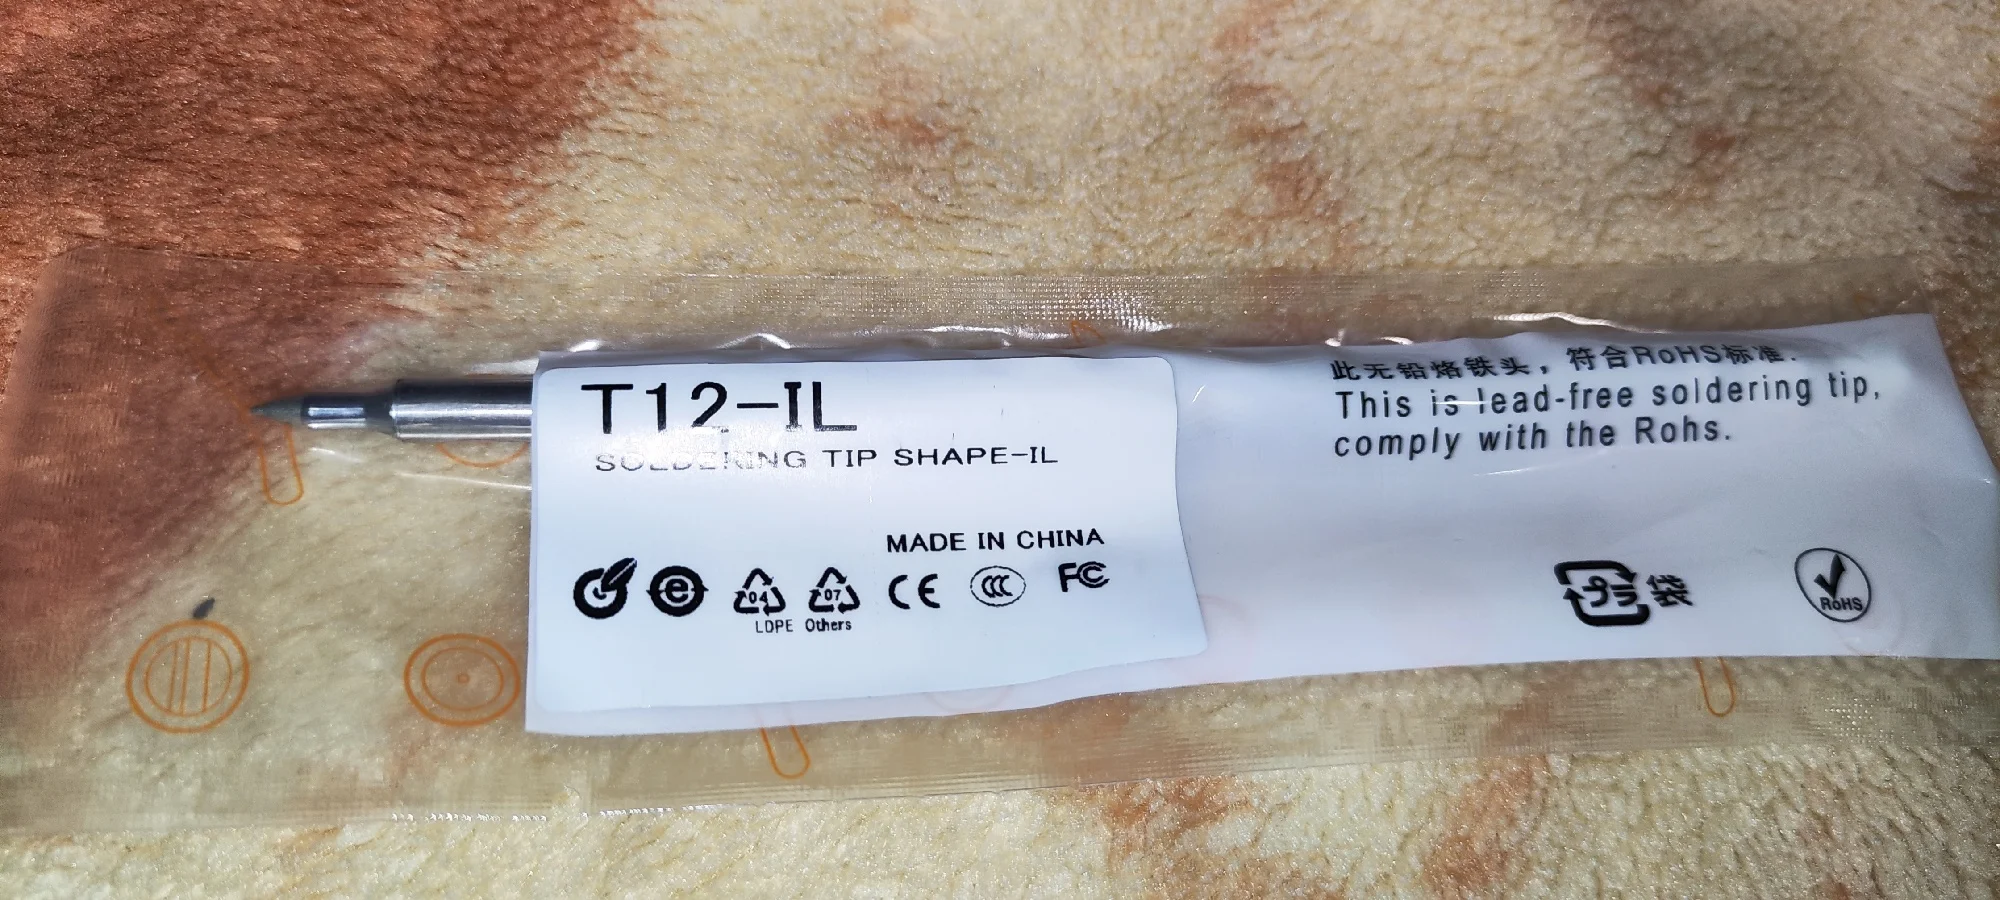 T12-IL
SOLDERING TIP SHAPE-IL
MADE IN CHINA
e
04
07
CE
CCC
FC
LDPE Others
此无铅烙铁头，符合RoHS标准.
This is lead-free soldering tip,
comply with the Rohs.
プラ 袋
RoHS